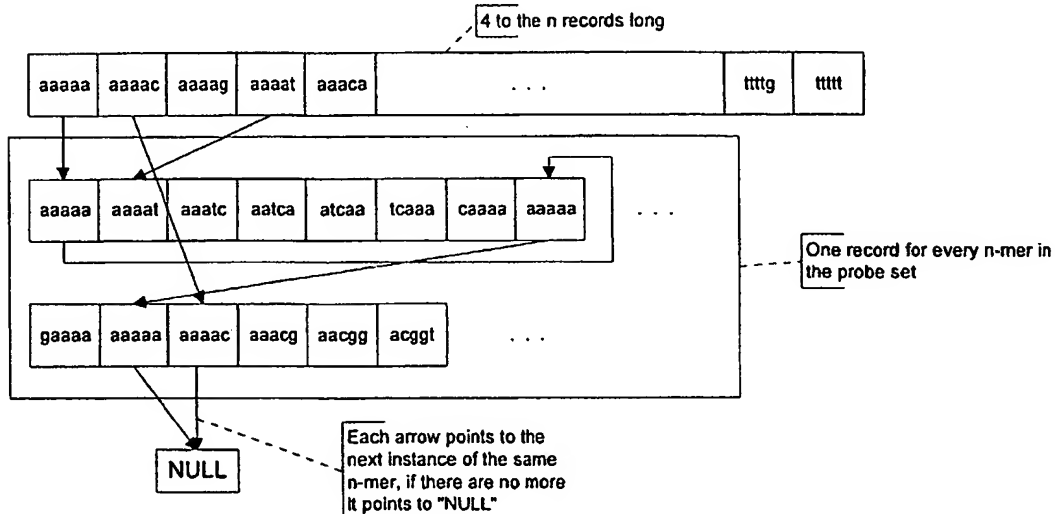 4 to the n records long
aaaaa aaaac aaaag aaaat aaaca . . . ttttg ttttt
aaaaa aaaat aaatc aatca atcaa tcaaa caaaa aaaaa . . .
One record for every n-mer in
the probe set
gaaaa aaaaa aaaac aaacg aacgg acggt . . .
NULL
Each arrow points to the
next instance of the same
n-mer, if there are no more
it points to "NULL"